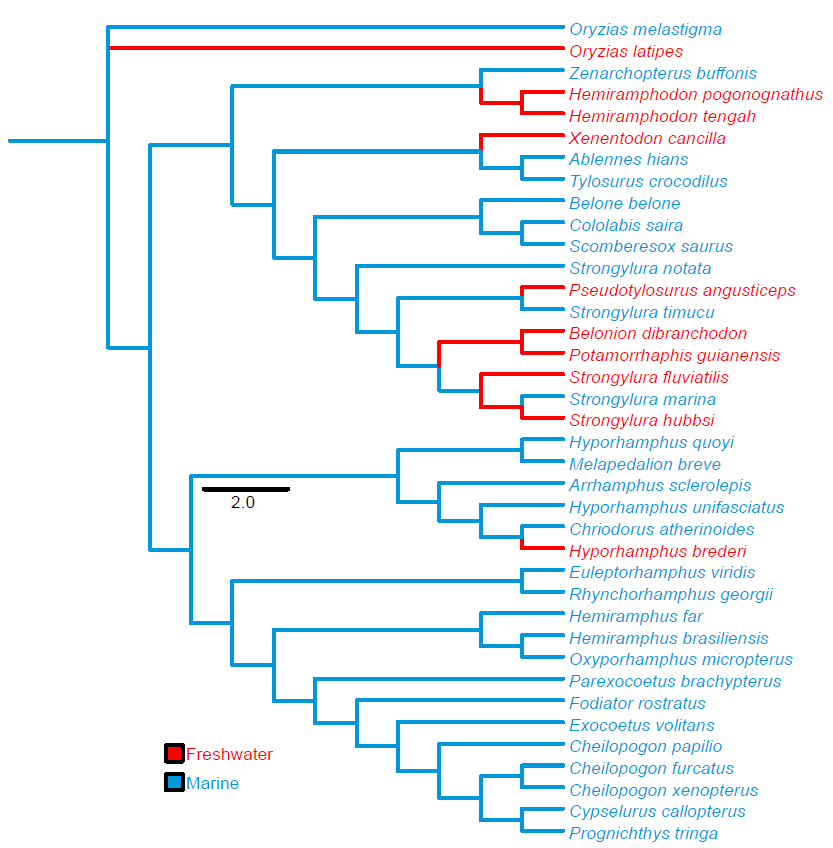 Oryzias melastigma
Oryzias latipes
Zenarchopterus buffonis
Hemiramphodon pogonognathus
Hemiramphodon tengah
Xenentodon cancilla
Ablennes hians
Tylosurus crocodilus
Belone belone
Cololabis saira
Scomberesox saurus
Strongylura notata
Pseudotylosurus angusticeps
Strongylura timucu
Belonion dibranchodon
Potamorrhaphis guianensis
Strongylura fluviatilis
Strongylura marina
Strongylura hubbsi
Hyporhamphus quoyi
Melapedalion breve
Arrhamphus sclerolepis
2.0
Hyporhamphus unifasciatus
Chriodorus atherinoides
Hyporhamphus brederi
Euleptorhamphus viridis
Rhynchorhamphus georgii
Hemiramphus far
Hemiramphus brasiliensis
Oxyporhamphus micropterus
Parexocoetus brachypterus
Fodiator rostratus
Exocoetus volitans
Cheilopogon papilio
Cheilopogon furcatus
Cheilopogon xenopterus
Cypselurus callopterus
Prognichthys tringa
Freshwater
Marine